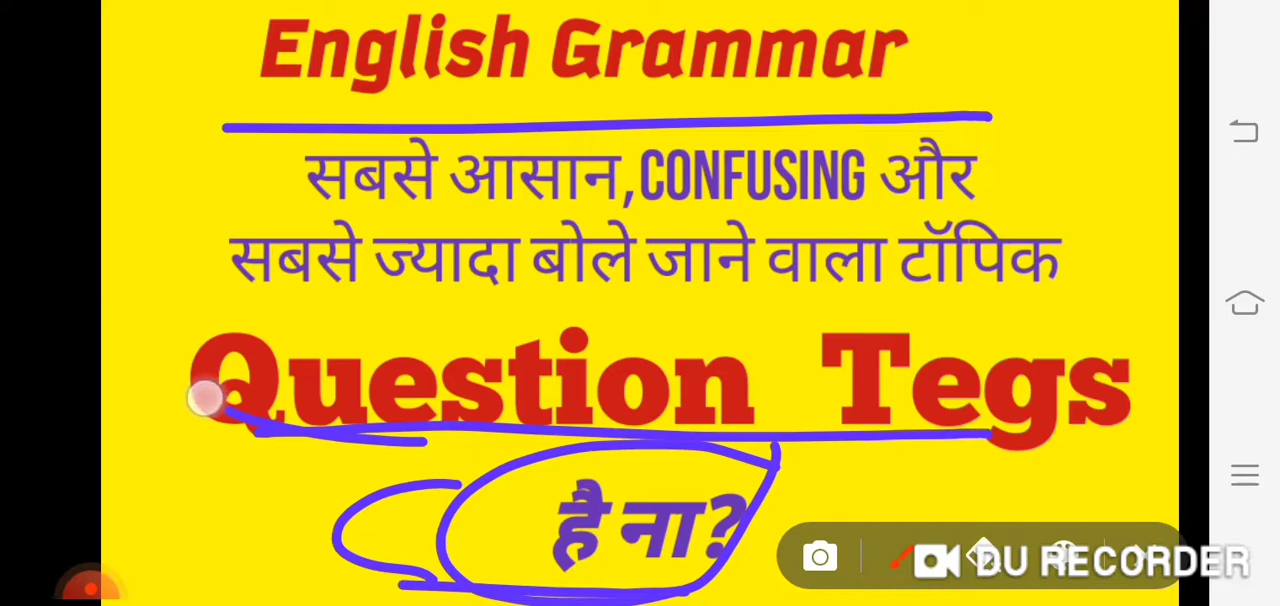 English Grammar
सबसे आसान,CONFUSING और
सबसे ज्यादा बोले जाने वाला टॉपिक
Question Tegs
है ना?
DU RECORDER